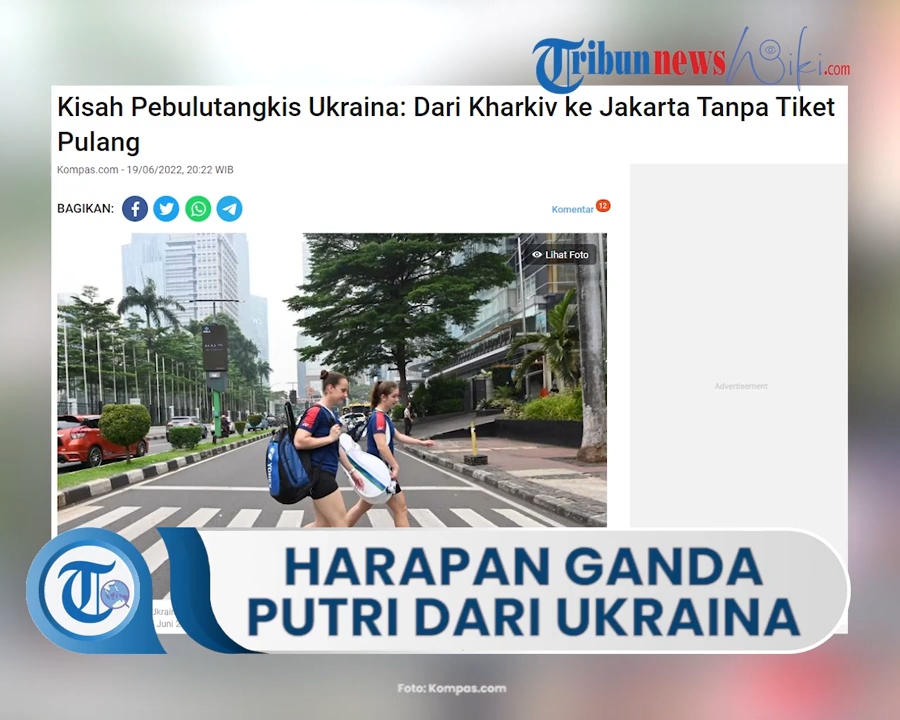 Tribunnews Wiki.com
Kisah Pebulutangkis Ukraina: Dari Kharkiv ke Jakarta Tanpa Tiket
Pulang
Kompas.com - 19/06/2022, 20:22 WIB
BAGIKAN:
Komentar 12
Lihat Foto
Advertisement
HARAPAN GANDA
PUTRI DARI UKRAINA
Juni
Foto: Kompas.com